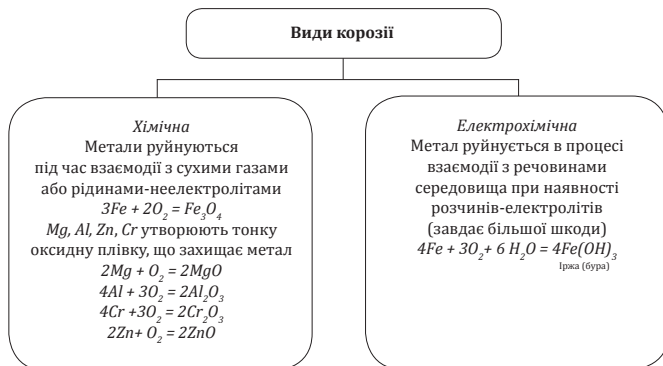 Види корозії
Хімічна
Метали руйнуються
під час взаємодії з сухими газами
або рідинами-неелектролітами
3Fe + 2O₂ = Fe₃O₄
Mg, Al, Zn, Cr утворюють тонку
оксидну плівку, що захищає метал
2Mg + O₂ = 2MgO
4Al + 3O₂ = 2Al₂O₃
4Cr +3O₂ = 2Cr₂O₃
2Zn+ O₂ = 2ZnO
Електрохімічна
Метал руйнується в процесі
взаємодії з речовинами
середовища при наявності
розчинів-електролітів
(завдає більшої шкоди)
4Fe + 3O₂+ 6 H₂O = 4Fe(OH)₃
Іржа (бура)